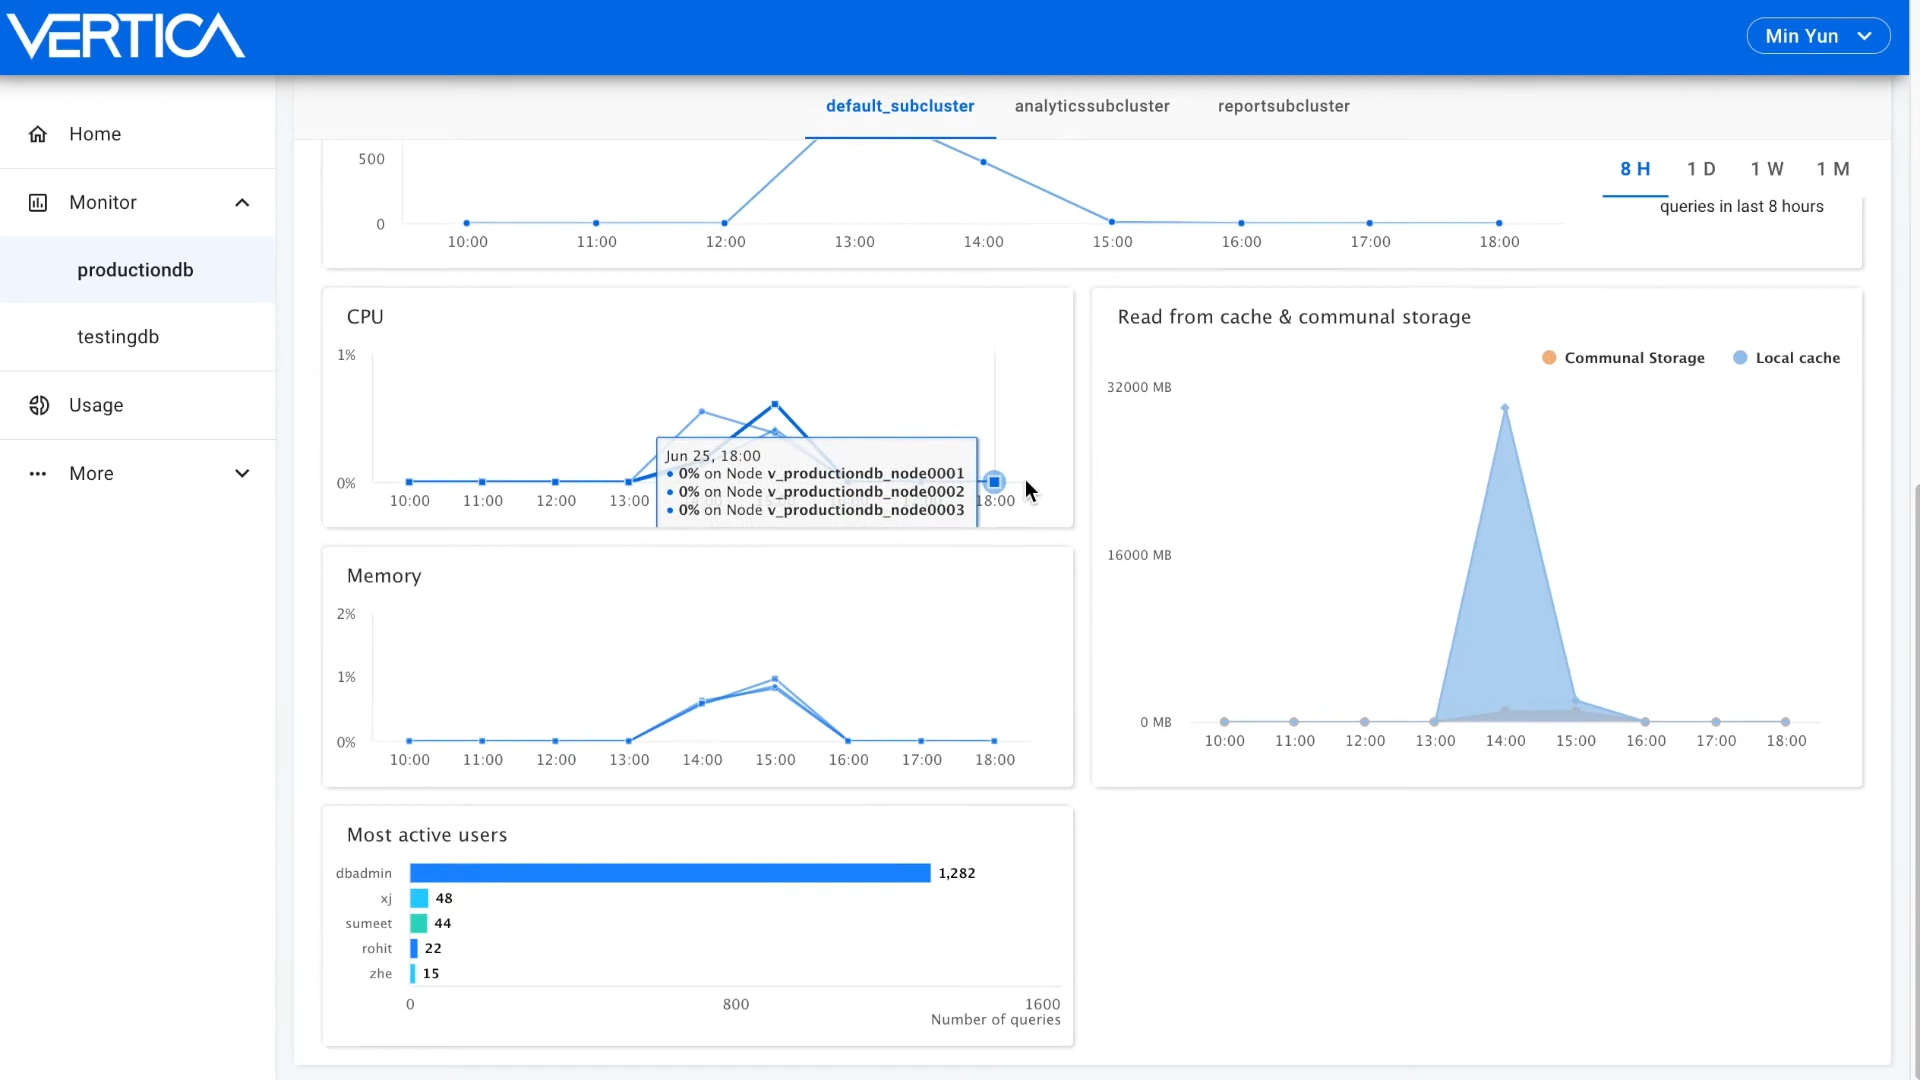 VERTICA
Min Yun
Home
Monitor
productiondb
testingdb
Usage
More
default_subcluster
analyticssubcluster
reportsubcluster
8 H
1 D
1 W
1 M
queries in last 8 hours
500
0
10:00
11:00
12:00
13:00
14:00
15:00
16:00
17:00
18:00
CPU
1%
0%
10:00
11:00
12:00
13:00
18:00
Jun 25, 18:00
0% on Node v_productiondb_node0001
0% on Node v_productiondb_node0002
0% on Node v_productiondb_node0003
Read from cache & communal storage
Communal Storage
Local cache
32000 MB
16000 MB
0 MB
10:00
11:00
12:00
13:00
14:00
15:00
16:00
17:00
18:00
Memory
2%
1%
0%
10:00
11:00
12:00
13:00
14:00
15:00
16:00
17:00
18:00
Most active users
dbadmin 1,282
xj 48
sumeet 44
rohit 22
zhe 15
0
800
1600
Number of queries